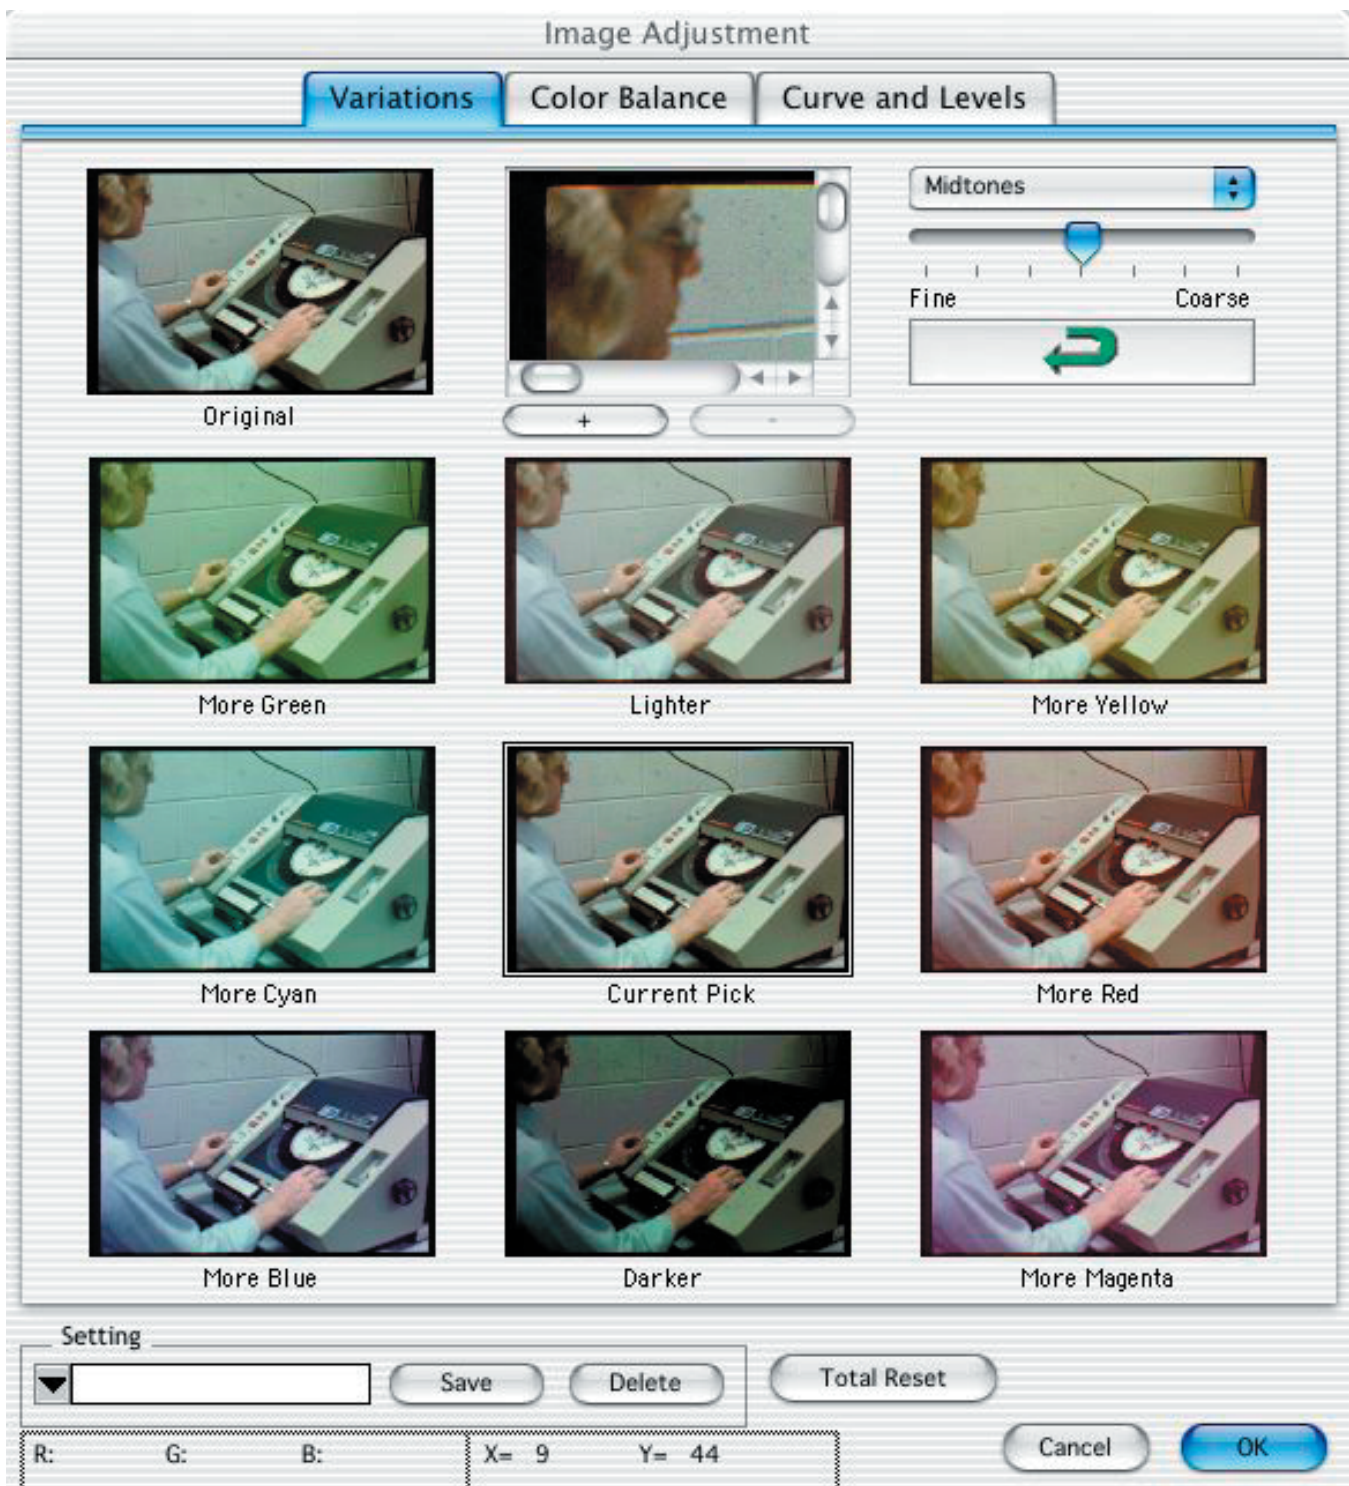 Image Adjustment
Variations
Color Balance
Curve and Levels
Midtones
Fine
Coarse
Original
+
-
More Green
Lighter
More Yellow
More Cyan
Current Pick
More Red
More Blue
Darker
More Magenta
Setting
Save
Delete
Total Reset
R: G: B: X= 9 Y= 44
Cancel
OK